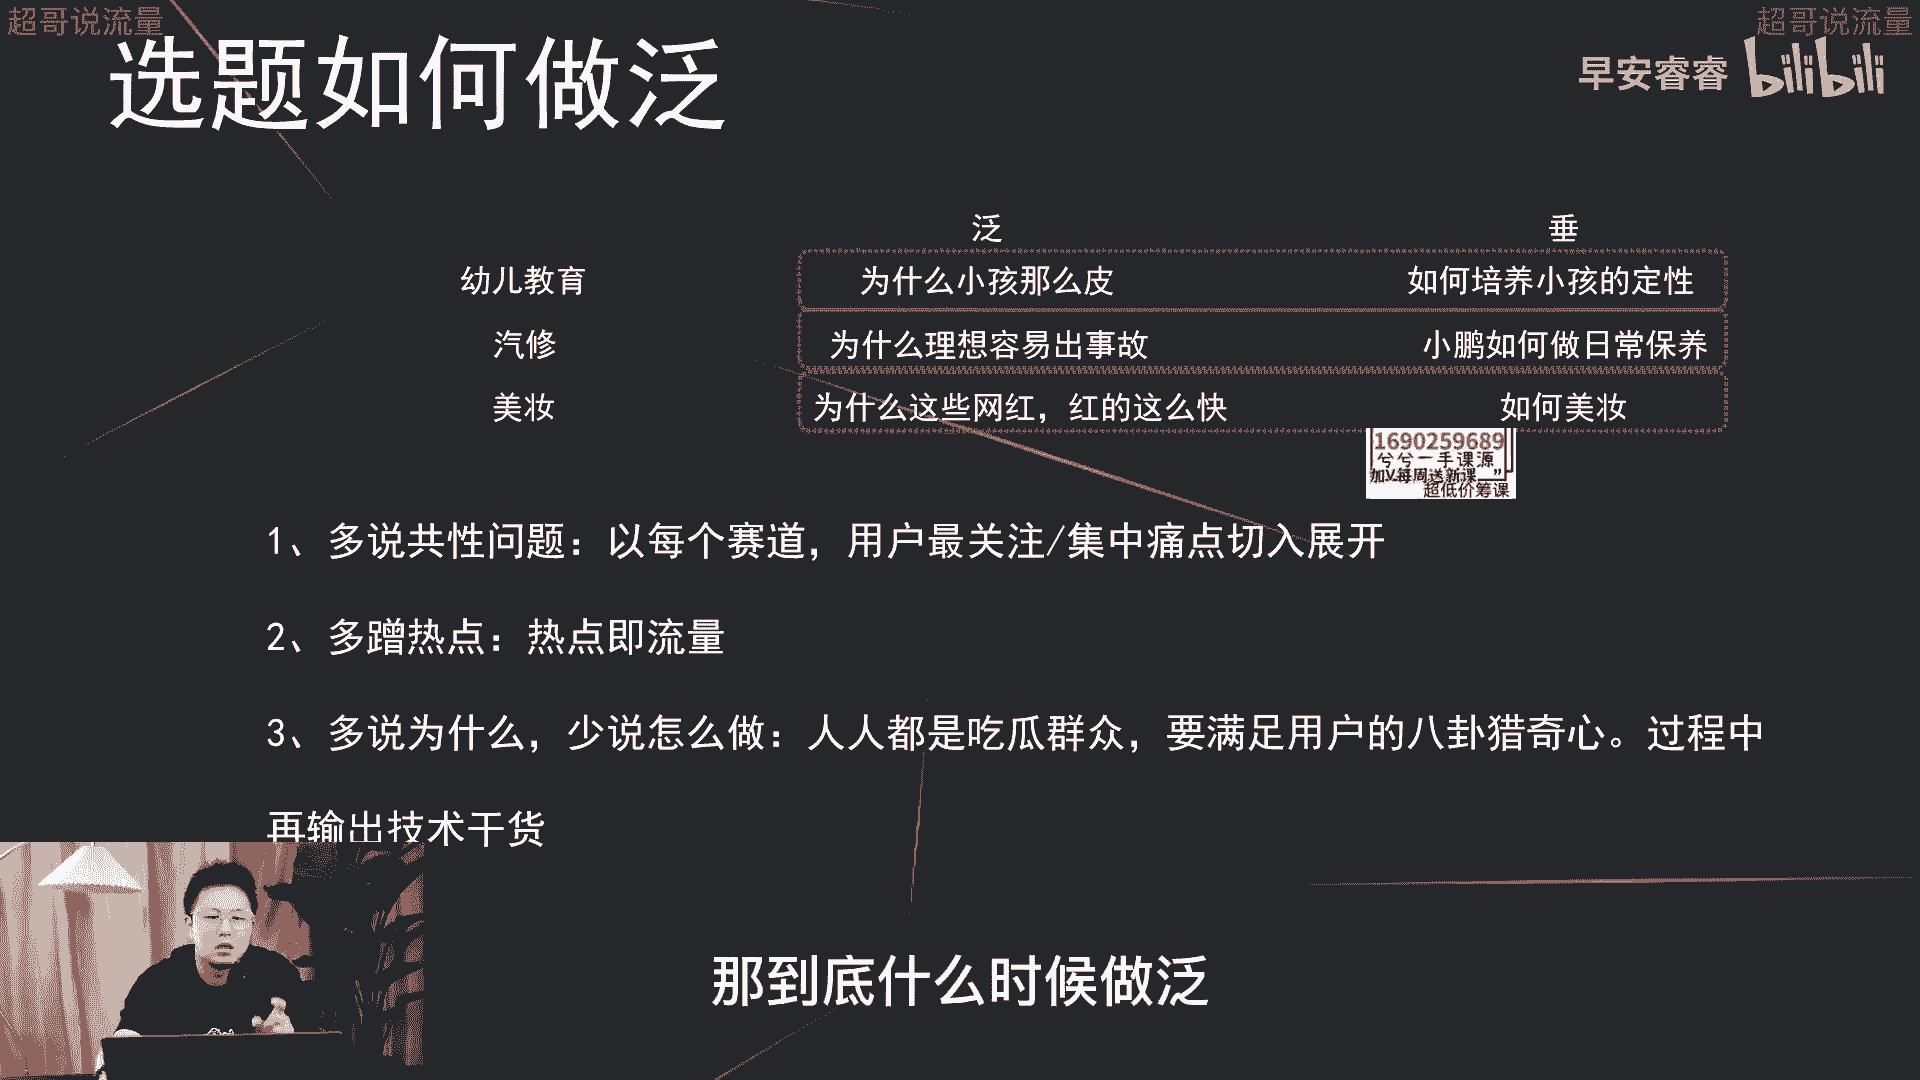 超哥说流量
超哥说流量
早安睿睿 bilibili
选题如何做泛
泛 垂
幼儿教育 为什么小孩那么皮 如何培养小孩的定性
汽修 为什么理想容易出事故 小鹏如何做日常保养
美妆 为什么这些网红，红的这么快 如何美妆
1690259689
兮兮一手课源
加V每周送新课
超低价筹课
1、多说共性问题：以每个赛道，用户最关注/集中痛点切入展开
2、多蹭热点：热点即流量
3、多说为什么，少说怎么做：人人都是吃瓜群众，要满足用户的八卦猎奇心。过程中
再输出技术干货
那到底什么时候做泛